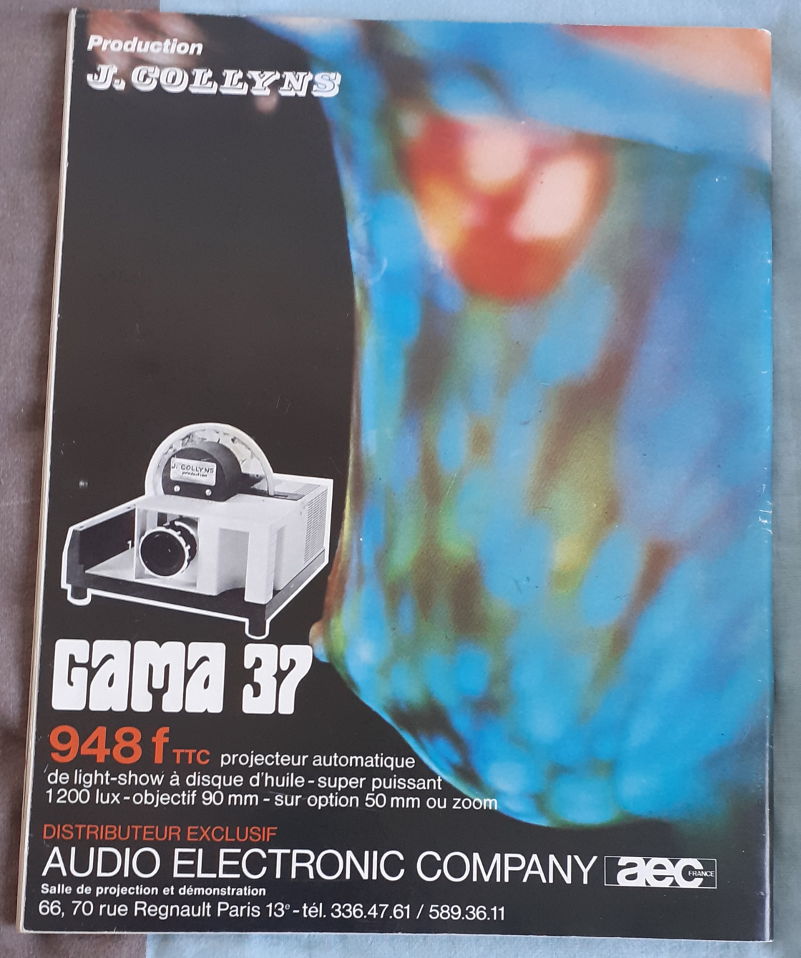 Production
J. COLLYNS
J. COLLYNS
production
GAMA 37
948 f TTC projecteur automatique
de light-show à disque d'huile - super puissant
1200 lux - objectif 90 mm - sur option 50 mm ou zoom
DISTRIBUTEUR EXCLUSIF
AUDIO ELECTRONIC COMPANY aec FRANCE
Salle de projection et démonstration
66, 70 rue Regnault Paris 13e - tél. 336.47.61 / 589.36.11